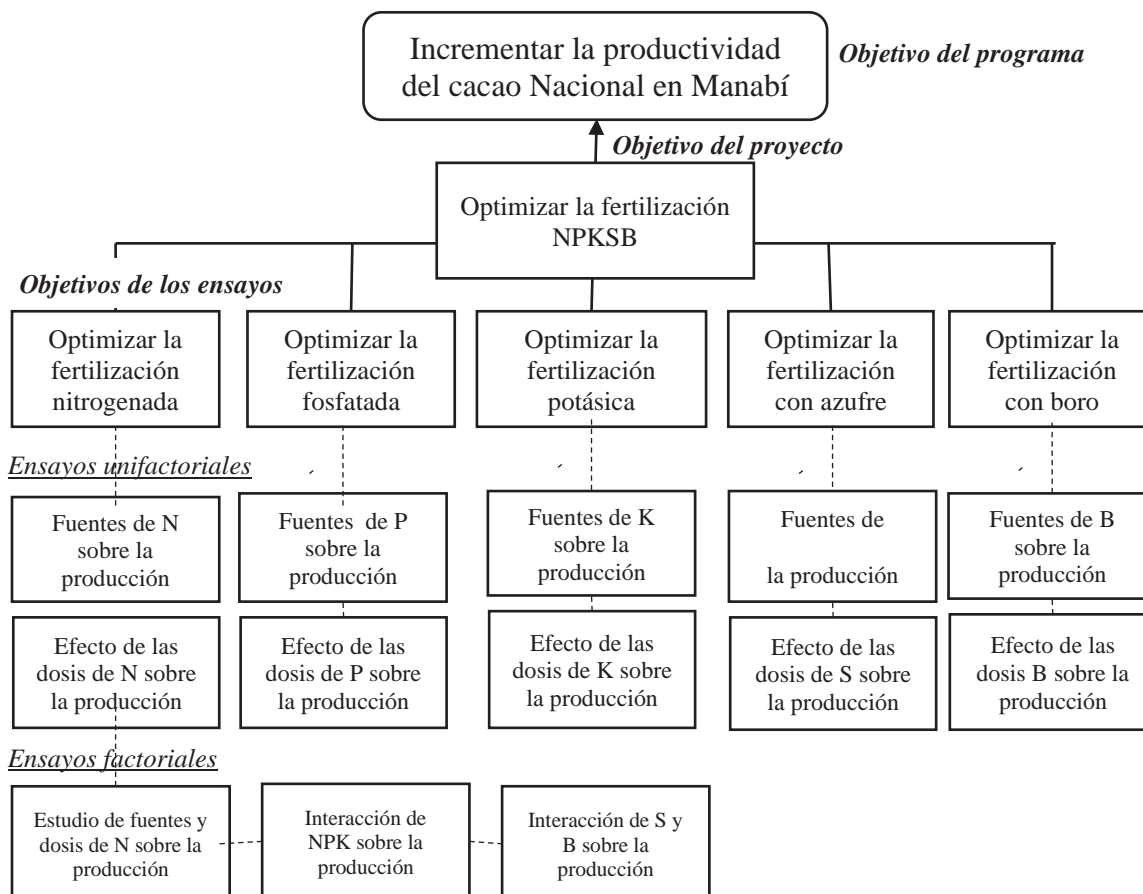 Incrementar la productividad
del cacao Nacional en Manabí
Objetivo del programa
Objetivo del proyecto
Optimizar la fertilización
NPKSB
Objetivos de los ensayos
Optimizar la
fertilización
nitrogenada
Optimizar la
fertilización
fosfatada
Optimizar la
fertilización
potásica
Optimizar la
fertilización
con azufre
Optimizar la
fertilización
con boro
Ensayos unifactoriales
Fuentes de N
sobre la
producción
Fuentes de P
sobre la
producción
Fuentes de K
sobre la
producción
Fuentes de
la producción
Fuentes de B
sobre la
producción
Efecto de las
dosis de N sobre
la producción
Efecto de las
dosis de P sobre
la producción
Efecto de las
dosis de K sobre
la producción
Efecto de las
dosis de S sobre
la producción
Efecto de las
dosis B sobre la
producción
Ensayos factoriales
Estudio de fuentes y
dosis de N sobre la
producción
Interacción de
NPK sobre la
producción
Interacción de S y
B sobre la
producción